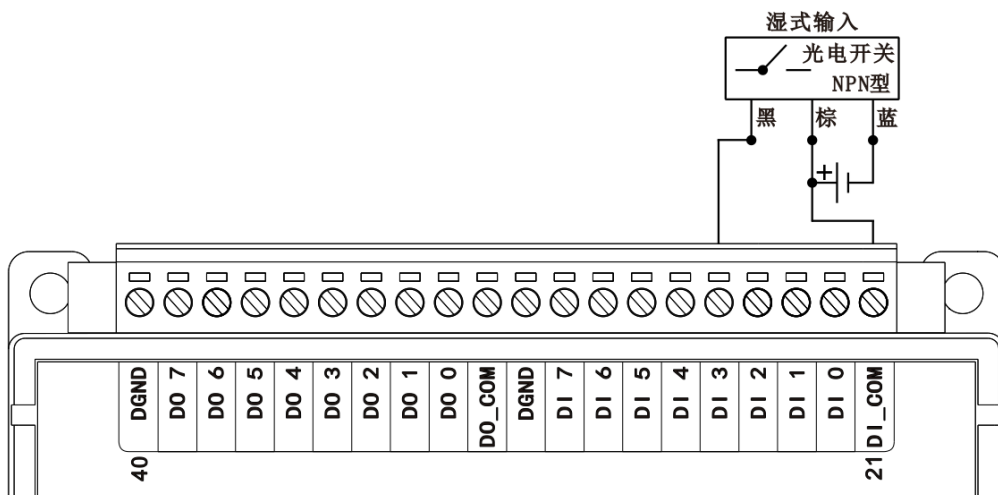 湿式输入
光电开关
NPN型
黑 棕 蓝
+
DGND
DO 7
DO 6
DO 5
DO 4
DO 3
DO 2
DO 1
DO 0
DO_COM
DGND
DI 7
DI 6
DI 5
DI 4
DI 3
DI 2
DI 1
DI 0
DI_COM
40
21